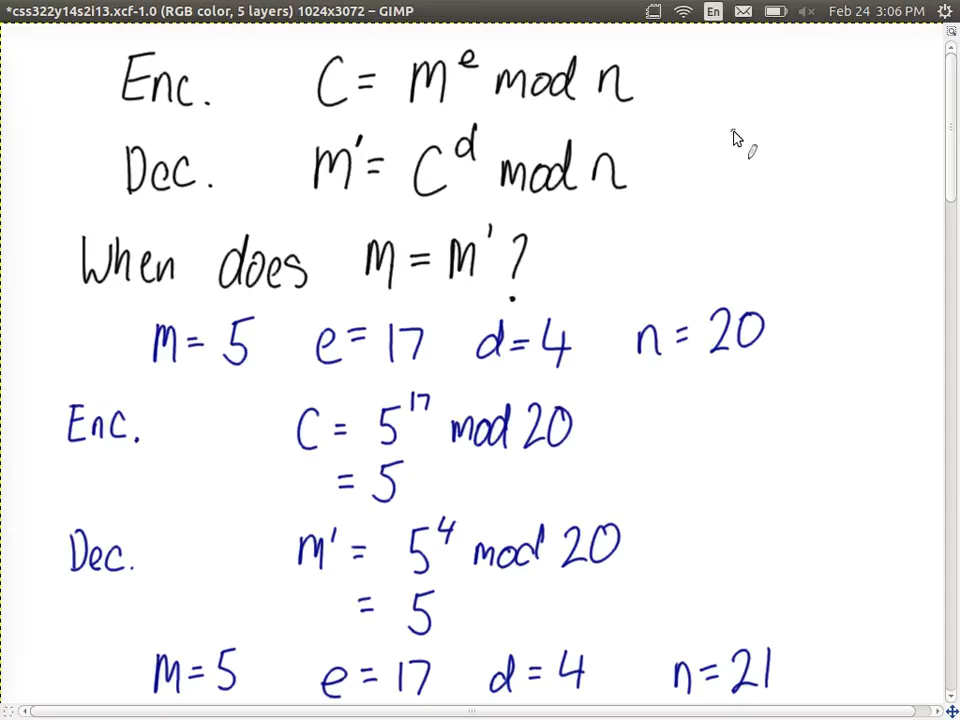 *css322y14s2i13.xcf-1.0 (RGB color, 5 layers) 1024x3072 – GIMP En Feb 24 3:06 PM
Enc. C = M^e mod n
Dec. M' = C^d mod n
When does M = M' ?
M = 5 e = 17 d = 4 n = 20
Enc. C = 5^17 mod 20
= 5
Dec. M' = 5^4 mod 20
= 5
M = 5 e = 17 d = 4 n = 21